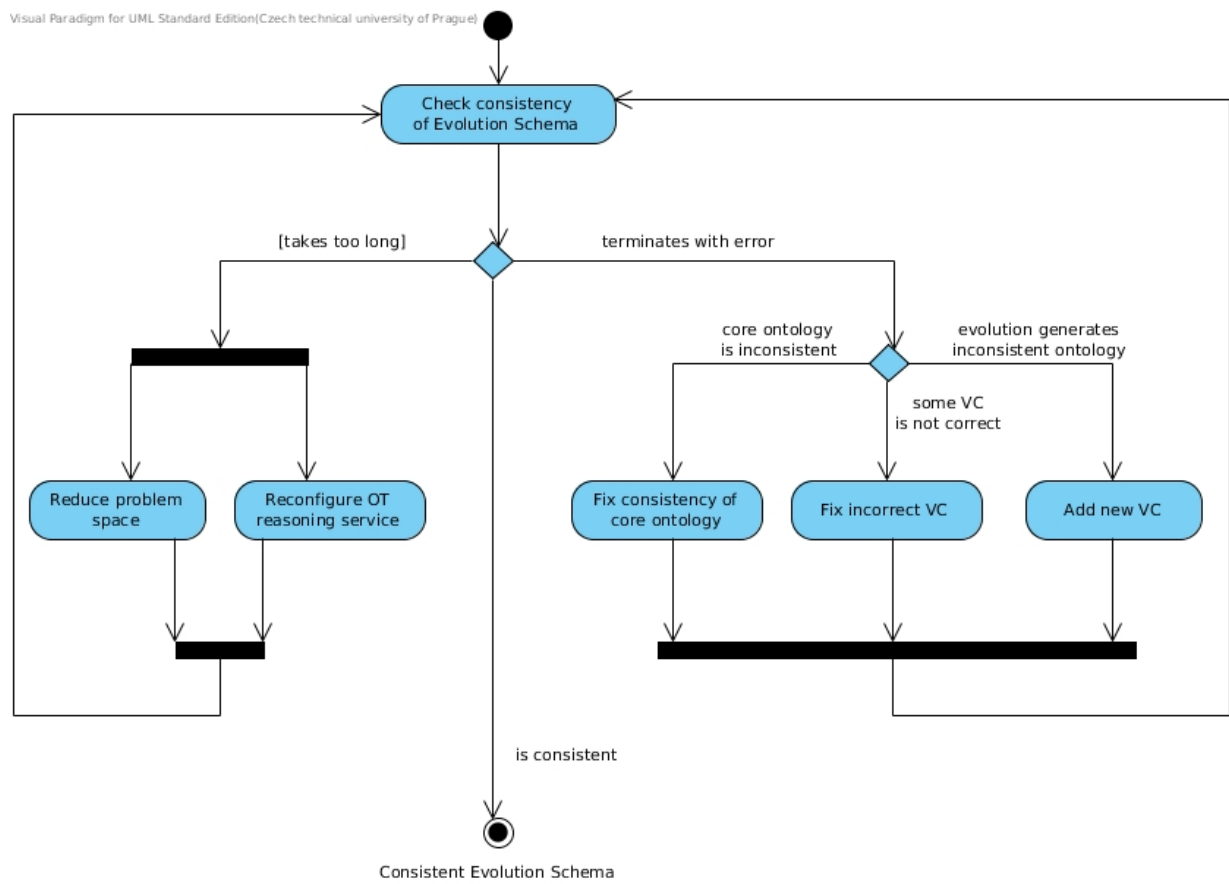 Visual Paradigm for UML Standard Edition(Czech technical university of Prague)
Check consistency
of Evolution Schema
[takes too long]
terminates with error
core ontology
is inconsistent
evolution generates
inconsistent ontology
some VC
is not correct
Reduce problem
space
Reconfigure OT
reasoning service
Fix consistency of
core ontology
Fix incorrect VC
Add new VC
is consistent
Consistent Evolution Schema